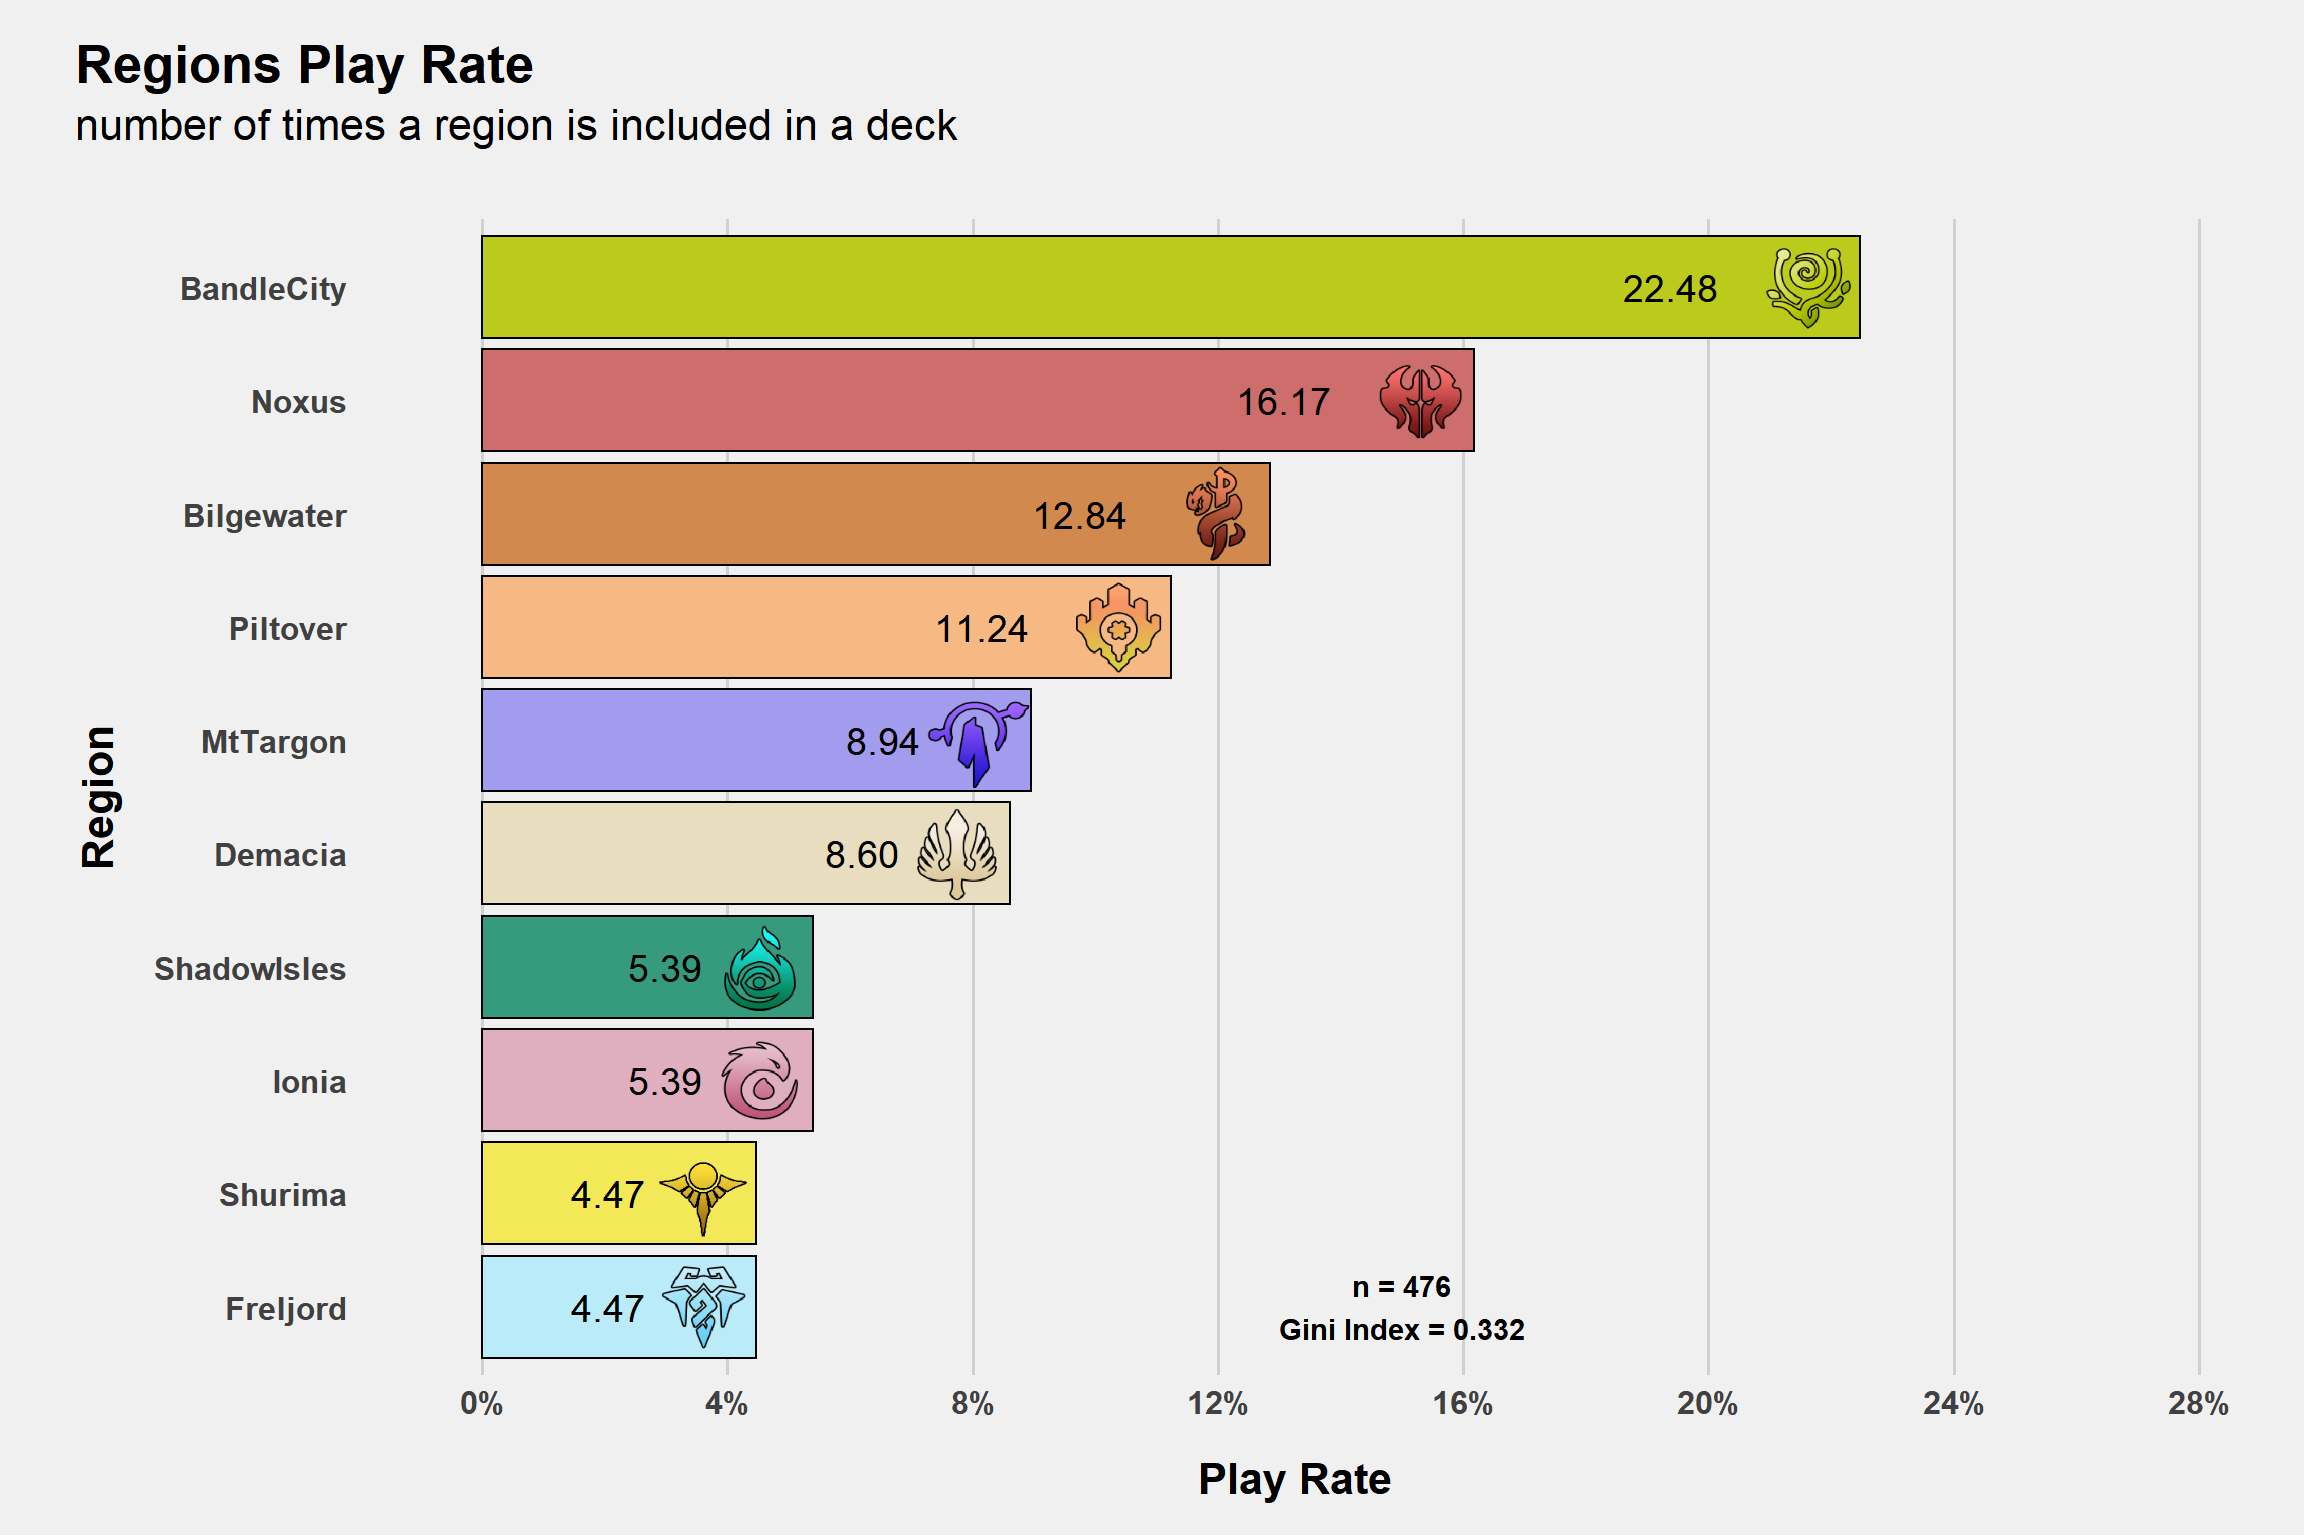 Regions Play Rate
number of times a region is included in a deck
Region
BandleCity
22.48
Noxus
16.17
Bilgewater
12.84
Piltover
11.24
MtTargon
8.94
Demacia
8.60
ShadowIsles
5.39
Ionia
5.39
Shurima
4.47
Freljord
4.47
n = 476
Gini Index = 0.332
0% 4% 8% 12% 16% 20% 24% 28%
Play Rate